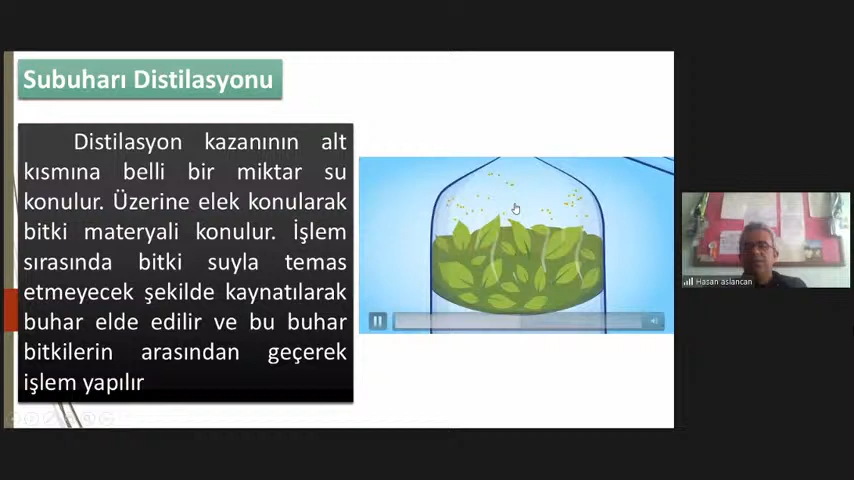 Subuharı Distilasyonu
Distilasyon kazanının alt
kısmına belli bir miktar su
konulur. Üzerine elek konularak
bitki materyali konulur. İşlem
sırasında bitki suyla temas
etmeyecek şekilde kaynatılarak
buhar elde edilir ve bu buhar
bitkilerin arasından geçerek
işlem yapılır
Hasan aslancan